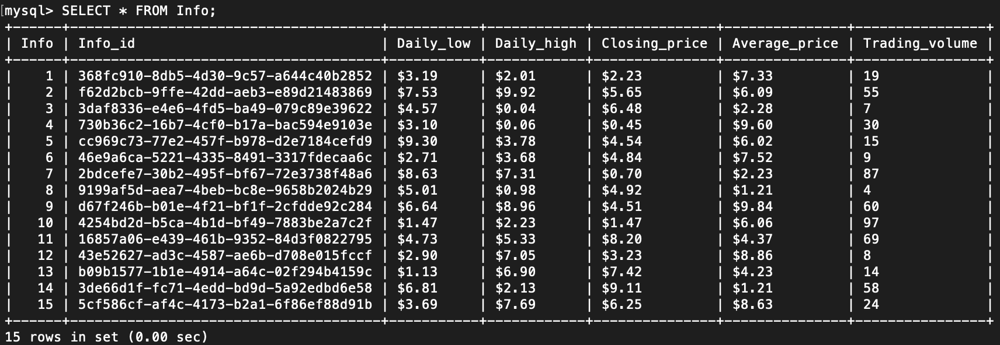 mysql> SELECT * FROM Info;
+------+--------------------------------------+-----------+------------+---------------+---------------+----------------+
| Info | Info_id                              | Daily_low | Daily_high | Closing_price | Average_price | Trading_volume |
+------+--------------------------------------+-----------+------------+---------------+---------------+----------------+
|    1 | 368fc910-8db5-4d30-9c57-a644c40b2852 | $3.19     | $2.01      | $2.23         | $7.33         | 19             |
|    2 | f62d2bcb-9ffe-42dd-aeb3-e89d21483869 | $7.53     | $9.92      | $5.65         | $6.09         | 55             |
|    3 | 3daf8336-e4e6-4fd5-ba49-079c89e39622 | $4.57     | $0.04      | $6.48         | $2.28         | 7              |
|    4 | 730b36c2-16b7-4cf0-b17a-bac594e9103e | $3.10     | $0.06      | $0.45         | $9.60         | 30             |
|    5 | cc969c73-77e2-457f-b978-d2e7184cefd9 | $9.30     | $3.78      | $4.54         | $6.02         | 15             |
|    6 | 46e9a6ca-5221-4335-8491-3317fdecaa6c | $2.71     | $3.68      | $4.84         | $7.52         | 9              |
|    7 | 2bdcefe7-30b2-495f-bf67-72e3738f48a6 | $8.63     | $7.31      | $0.70         | $2.23         | 87             |
|    8 | 9199af5d-aea7-4beb-bc8e-9658b2024b29 | $5.01     | $0.98      | $4.92         | $1.21         | 4              |
|    9 | d67f246b-b01e-4f21-bf1f-2cfdde92c284 | $6.64     | $8.96      | $4.51         | $9.84         | 60             |
|   10 | 4254bd2d-b5ca-4b1d-bf49-7883be2a7c2f | $1.47     | $2.23      | $1.47         | $6.06         | 97             |
|   11 | 16857a06-e439-461b-9352-84d3f0822795 | $4.73     | $5.33      | $8.20         | $4.37         | 69             |
|   12 | 43e52627-ad3c-4587-ae6b-d708e015fccf | $2.90     | $7.05      | $3.23         | $8.86         | 8              |
|   13 | b09b1577-1b1e-4914-a64c-02f294b4159c | $1.13     | $6.90      | $7.42         | $4.23         | 14             |
|   14 | 3de66d1f-fc71-4edd-bd9d-5a92edbd6e58 | $6.81     | $2.13      | $9.11         | $1.21         | 58             |
|   15 | 5cf586cf-af4c-4173-b2a1-6f86ef88d91b | $3.69     | $7.69      | $6.25         | $8.63         | 24             |
+------+--------------------------------------+-----------+------------+---------------+---------------+----------------+
15 rows in set (0.00 sec)